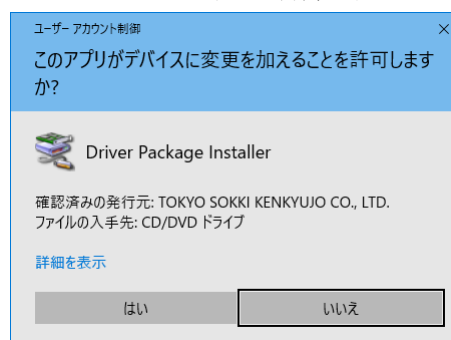 ユーザー アカウント制御
このアプリがデバイスに変更を加えることを許可します
か?
Driver Package Installer
確認済みの発行元: TOKYO SOKKI KENKYUJO CO., LTD.
ファイルの入手先: CD/DVD ドライブ
詳細を表示
はい
いいえ